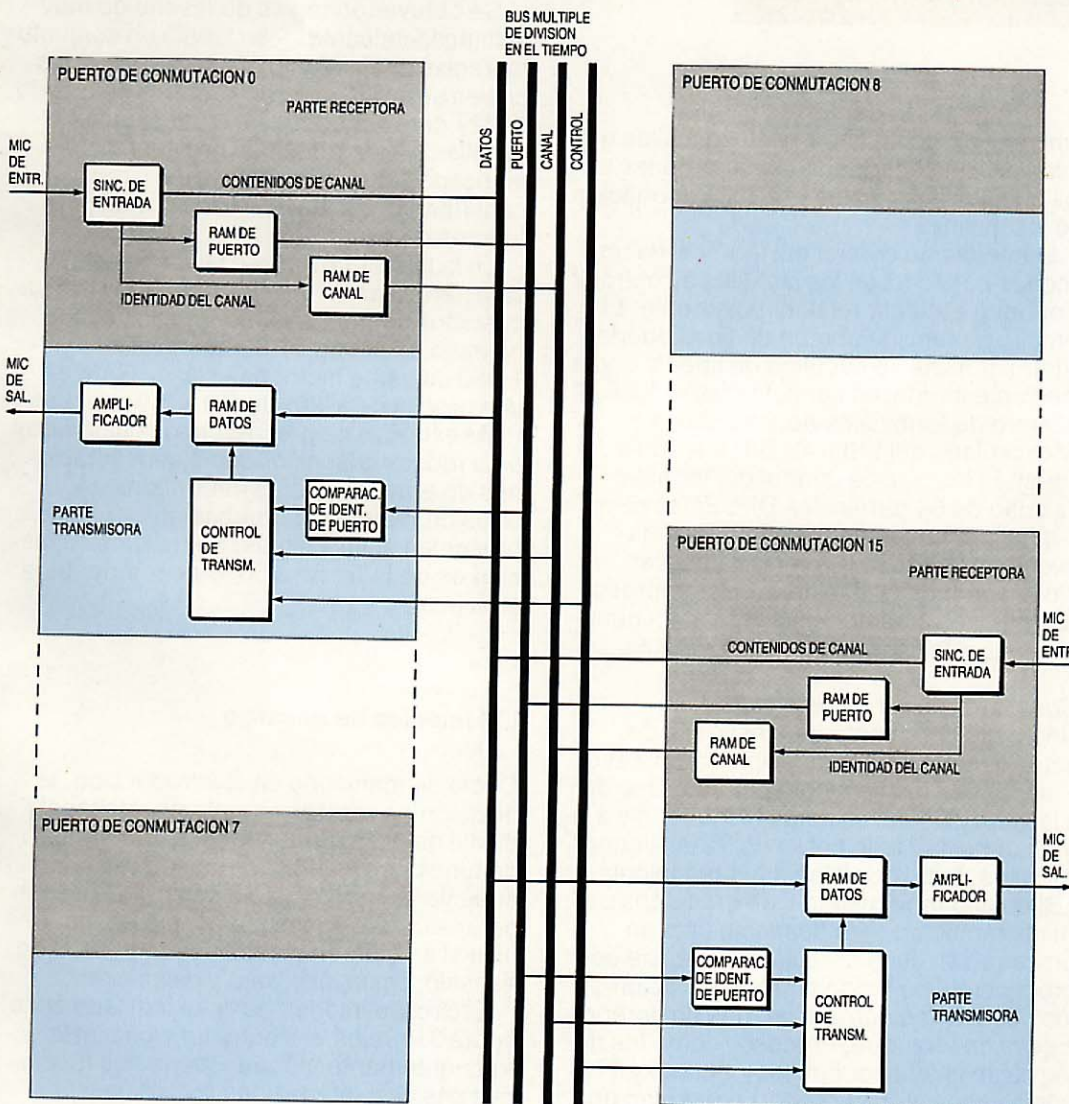 BUS MULTIPLE
DE DIVISION
EN EL TIEMPO
DATOS
PUERTO
CANAL
CONTROL
PUERTO DE CONMUTACION 0
PARTE RECEPTORA
MIC
DE
ENTR.
SINC. DE
ENTRADA
CONTENIDOS DE CANAL
RAM DE
PUERTO
RAM DE
CANAL
IDENTIDAD DEL CANAL
MIC
DE
SAL.
AMPLI-
FICADOR
RAM DE
DATOS
COMPARAC.
DE IDENT.
DE PUERTO
CONTROL
DE
TRANSM.
PARTE
TRANSMISORA
PUERTO DE CONMUTACION 7
PUERTO DE CONMUTACION 8
PUERTO DE CONMUTACION 15
PARTE RECEPTORA
MIC
DE
ENTR
CONTENIDOS DE CANAL
SINC. DE
ENTRADA
RAM DE
PUERTO
RAM DE
CANAL
IDENTIDAD DEL CANAL
MIC
DE
SAL.
RAM DE
DATOS
AMPLI-
FICADOR
COMPARAC.
DE IDENT.
DE PUERTO
CONTROL
DE
TRANSM.
PARTE
TRANSMISORA